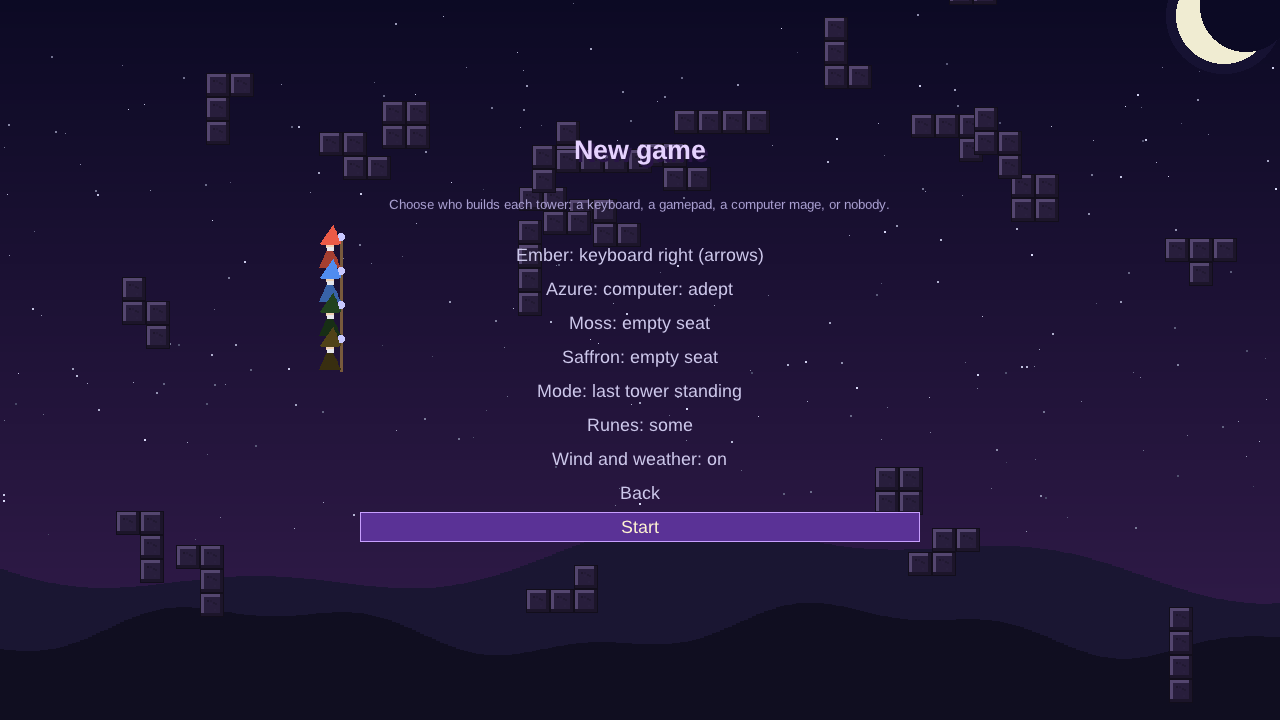 New game
Choose who builds each tower: a keyboard, a gamepad, a computer mage, or nobody.
Ember: keyboard right (arrows)
Azure: computer: adept
Moss: empty seat
Saffron: empty seat
Mode: last tower standing
Runes: some
Wind and weather: on
Back
Start